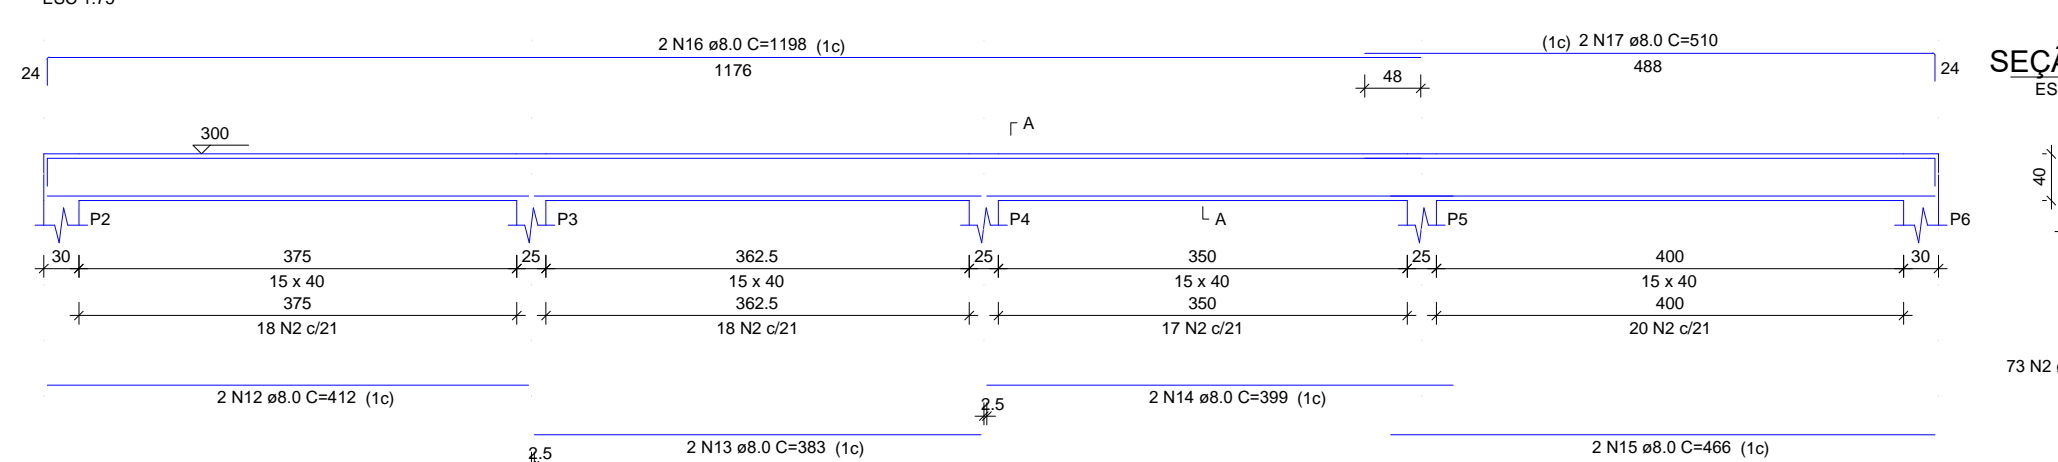 2 N16 ø8.0 C=1198 (1c)
(1c) 2 N17 ø8.0 C=510
24
1176
48
488
24
300
A
40
P2
P3
P4
A
P5
P6
30 375 25 362.5 25 350 25 400 30
15 x 40 15 x 40 15 x 40 15 x 40
375 362.5 350 400
18 N2 c/21 18 N2 c/21 17 N2 c/21 20 N2 c/21
73 N2
2 N12 ø8.0 C=412 (1c)
2 N14 ø8.0 C=399 (1c)
2.5
2 N13 ø8.0 C=383 (1c)
2 N15 ø8.0 C=466 (1c)
2.5